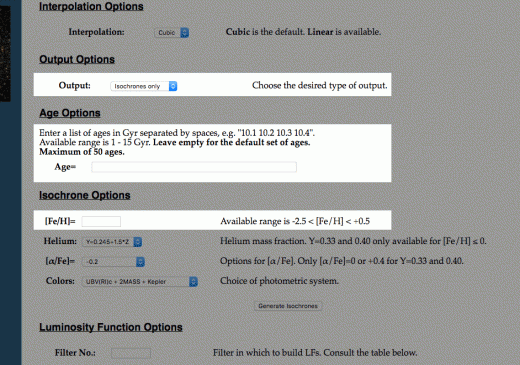 Interpolation Options
Interpolation: Cubic Cubic is the default. Linear is available.
Output Options
Output: Isochrones only Choose the desired type of output.
Age Options
Enter a list of ages in Gyr separated by spaces, e.g. "10.1 10.2 10.3 10.4".
Available range is 1 - 15 Gyr. Leave empty for the default set of ages.
Maximum of 50 ages.
Age=
Isochrone Options
[Fe/H]= Available range is -2.5 < [Fe/H] < +0.5
Helium: Y=0.245+1.5*Z Helium mass fraction. Y=0.33 and 0.40 only available for [Fe/H] ≤ 0.
[α/Fe]= -0.2 Options for [α/Fe]. Only [α/Fe]=0 or +0.4 for Y=0.33 and 0.40.
Colors: UBV(RI)c + 2MASS + Kepler Choice of photometric system.
Generate Isochrones
Luminosity Function Options
Filter No.: Filter in which to build LFs. Consult the table below.